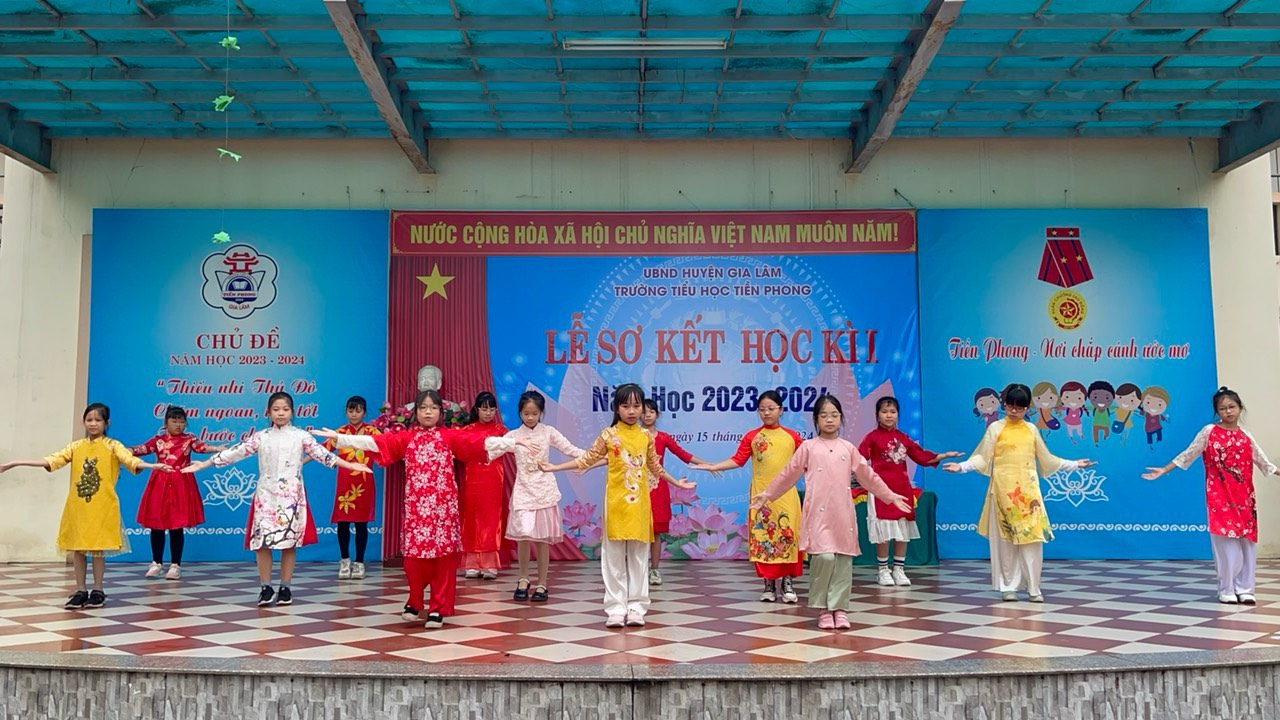 NƯỚC CỘNG HÒA XÃ HỘI CHỦ NGHĨA VIỆT NAM MUÔN NĂM!
TIỀN PHONG
GIA LÂM
CHỦ ĐỀ
NĂM HỌC 2023 - 2024
"Thiếu nhi Thủ Đô
ngoan,
bước
UBND HUYỆN GIA LÂM
TRƯỜNG TIỂU HỌC TIỀN PHONG
LỄ SƠ KẾT HỌC KÌ I
Học 2023-2024
ngày 15
Tiền Phong - Nơi chắp cánh ước mơ